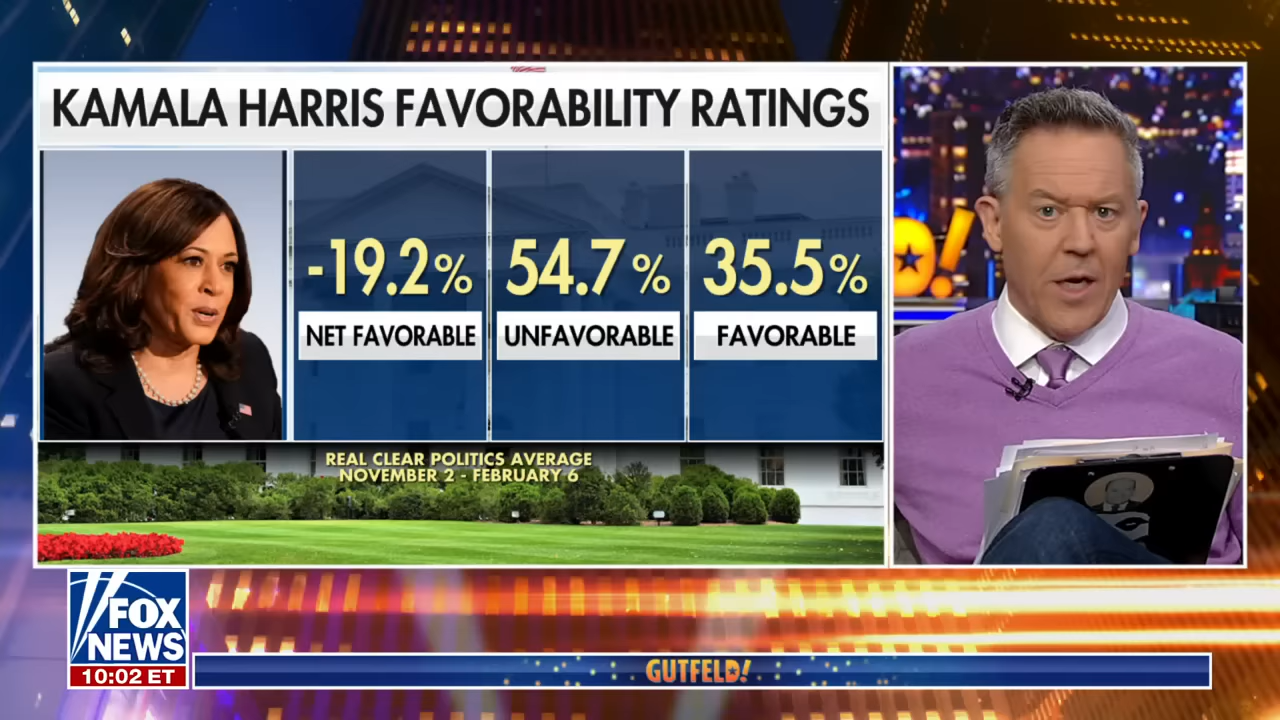 KAMALA HARRIS FAVORABILITY RATINGS
-19.2% 54.7 % 35.5%
NET FAVORABLE UNFAVORABLE FAVORABLE
REAL CLEAR POLITICS AVERAGE
NOVEMBER 2 - FEBRUARY 6
!
FOX
NEWS
10:02 ET
GUTFELD!